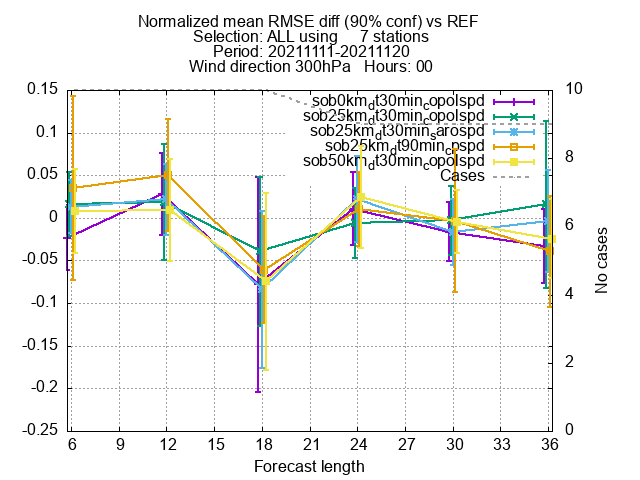 Normalized mean RMSE diff (90% conf) vs REF
Selection: ALL using 7 stations
Period: 20211111-20211120
Wind direction 300hPa Hours: 00
sob0km_dt30min_copolspd
sob25km_dt30min_copolspd
sob25km_dt30min_sarospd
sob25km_dt90min_cnspd
sob50km_dt30min_copolspd
Cases
0.15
0.1
0.05
0
-0.05
-0.1
-0.15
-0.2
-0.25
10
8
6
4
2
0
No cases
6 9 12 15 18 21 24 27 30 33 36
Forecast length